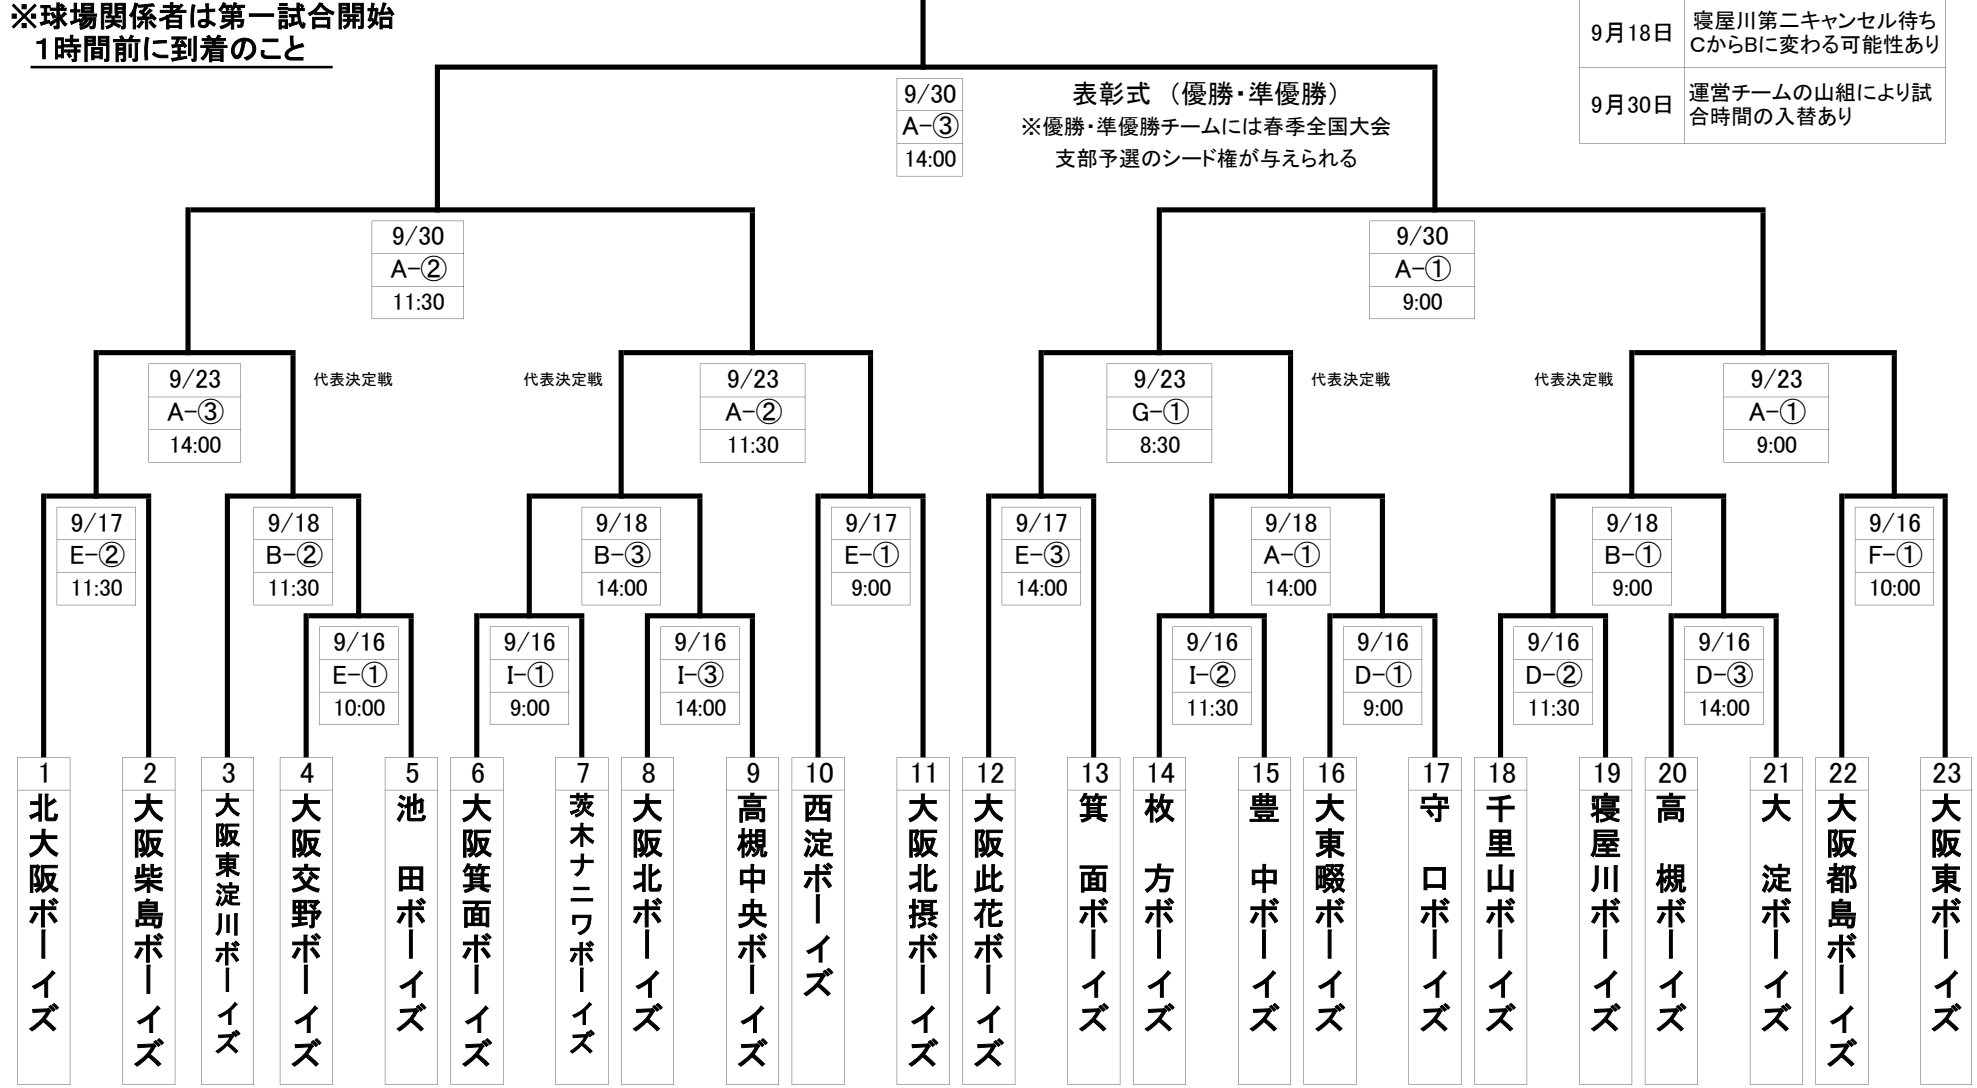 ※球場関係者は第一試合開始
1時間前に到着のこと
9月18日
寝屋川第二キャンセル待ち
CからBに変わる可能性あり
9月30日
運営チームの山組により試
合時間の入替あり
9/30
A-③
14:00
表彰式 （優勝・準優勝）
※優勝・準優勝チームには春季全国大会
支部予選のシード権が与えられる
9/30
A-②
11:30
9/30
A-①
9:00
9/23
A-③
14:00
代表決定戦
代表決定戦
9/23
A-②
11:30
9/23
G-①
8:30
代表決定戦
代表決定戦
9/23
A-①
9:00
9/17
E-②
11:30
9/18
B-②
11:30
9/18
B-③
14:00
9/17
E-①
9:00
9/17
E-③
14:00
9/18
A-①
14:00
9/18
B-①
9:00
9/16
F-①
10:00
9/16
E-①
10:00
9/16
I-①
9:00
9/16
I-③
14:00
9/16
I-②
11:30
9/16
D-①
9:00
9/16
D-②
11:30
9/16
D-③
14:00
1
北大阪ボーイズ
2
大阪柴島ボーイズ
3
大阪東淀川ボーイズ
4
大阪交野ボーイズ
5
池　田ボーイズ
6
大阪箕面ボーイズ
7
茨木ナニワボーイズ
8
大阪北ボーイズ
9
高槻中央ボーイズ
10
西淀ボーイズ
11
大阪北摂ボーイズ
12
大阪此花ボーイズ
13
箕　面ボーイズ
14
枚　方ボーイズ
15
豊　中ボーイズ
16
大東畷ボーイズ
17
守　口ボーイズ
18
千里山ボーイズ
19
寝屋川ボーイズ
20
高　槻ボーイズ
21
大　淀ボーイズ
22
大阪都島ボーイズ
23
大阪東ボーイズ